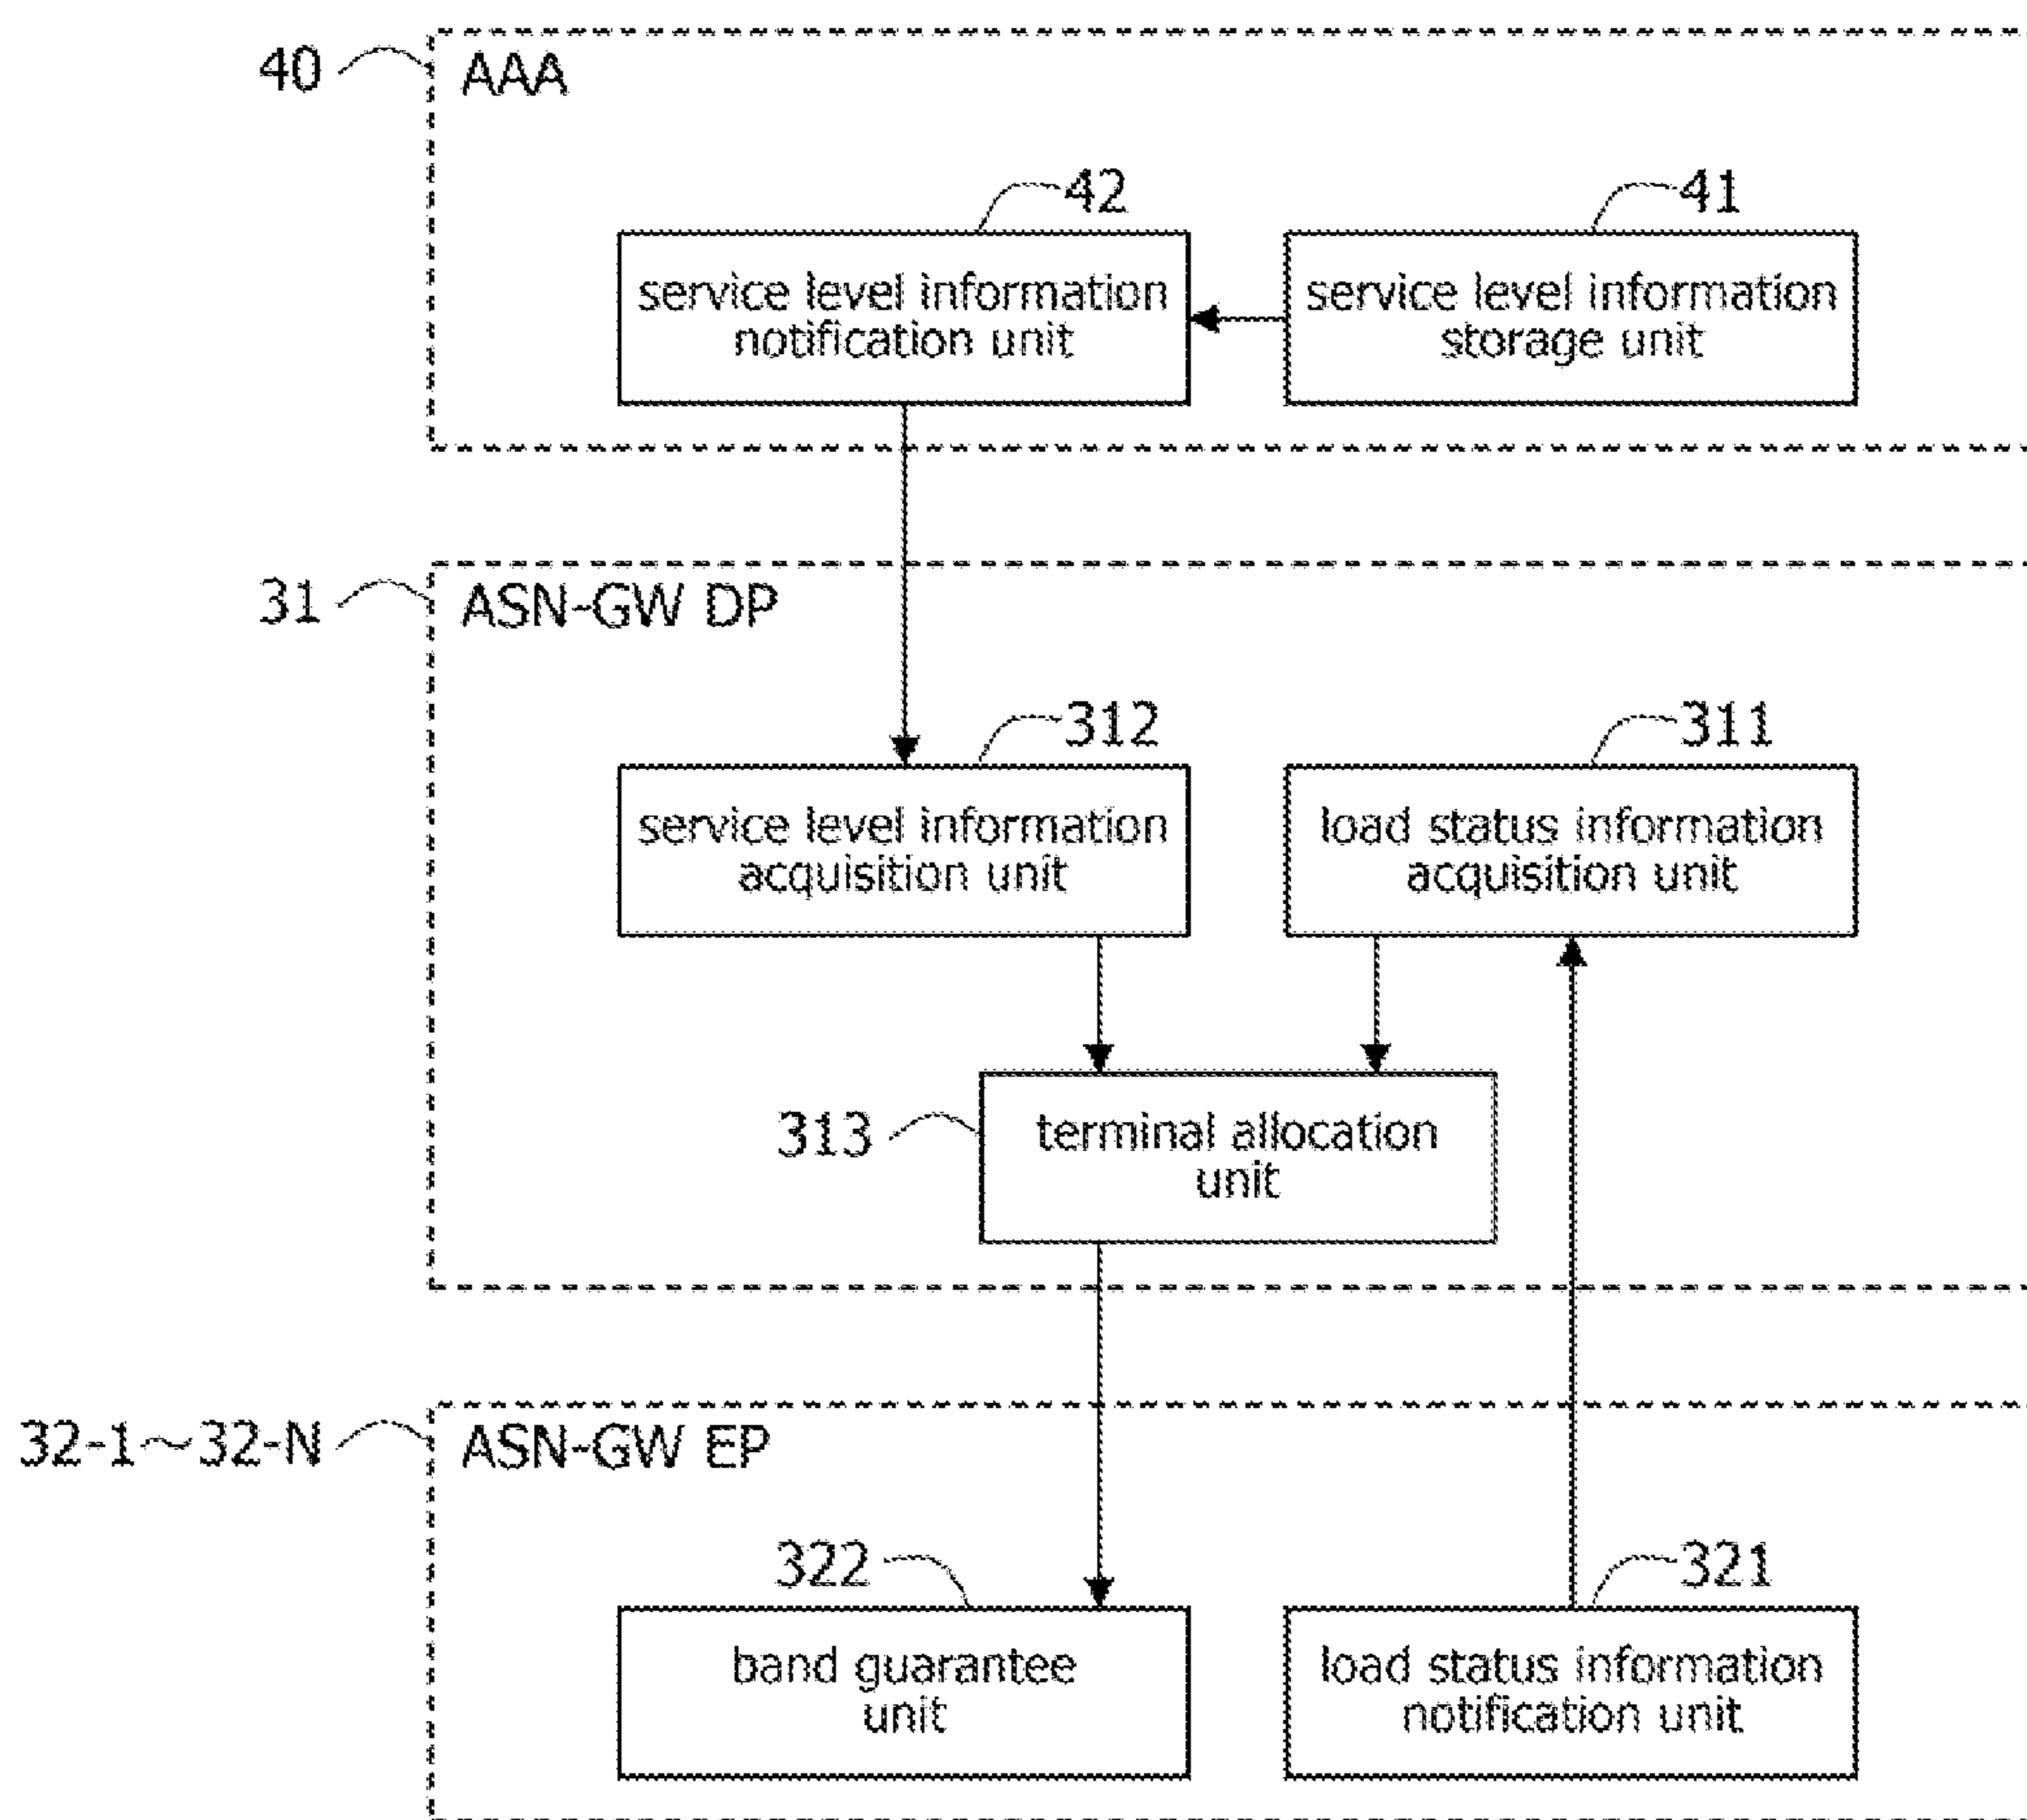 40
AAA
42
41
service level information
notification unit
service level information
storage unit
31
ASN-GW DP
312
311
service level information
acquisition unit
load status information
acquisition unit
313
terminal allocation
unit
32-1~32-N
ASN-GW EP
322
321
band guarantee
unit
load status information
notification unit